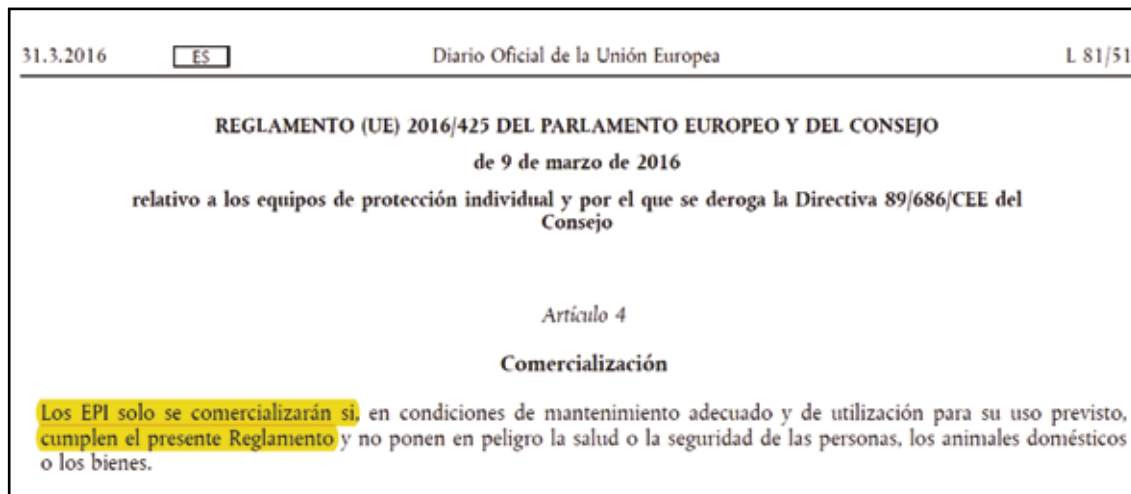 31.3.2016 ES Diario Oficial de la Unión Europea L 81/51
REGLAMENTO (UE) 2016/425 DEL PARLAMENTO EUROPEO Y DEL CONSEJO
de 9 de marzo de 2016
relativo a los equipos de protección individual y por el que se deroga la Directiva 89/686/CEE del
Consejo
Artículo 4
Comercialización
Los EPI solo se comercializarán si, en condiciones de mantenimiento adecuado y de utilización para su uso previsto,
cumplen el presente Reglamento y no ponen en peligro la salud o la seguridad de las personas, los animales domésticos
o los bienes.